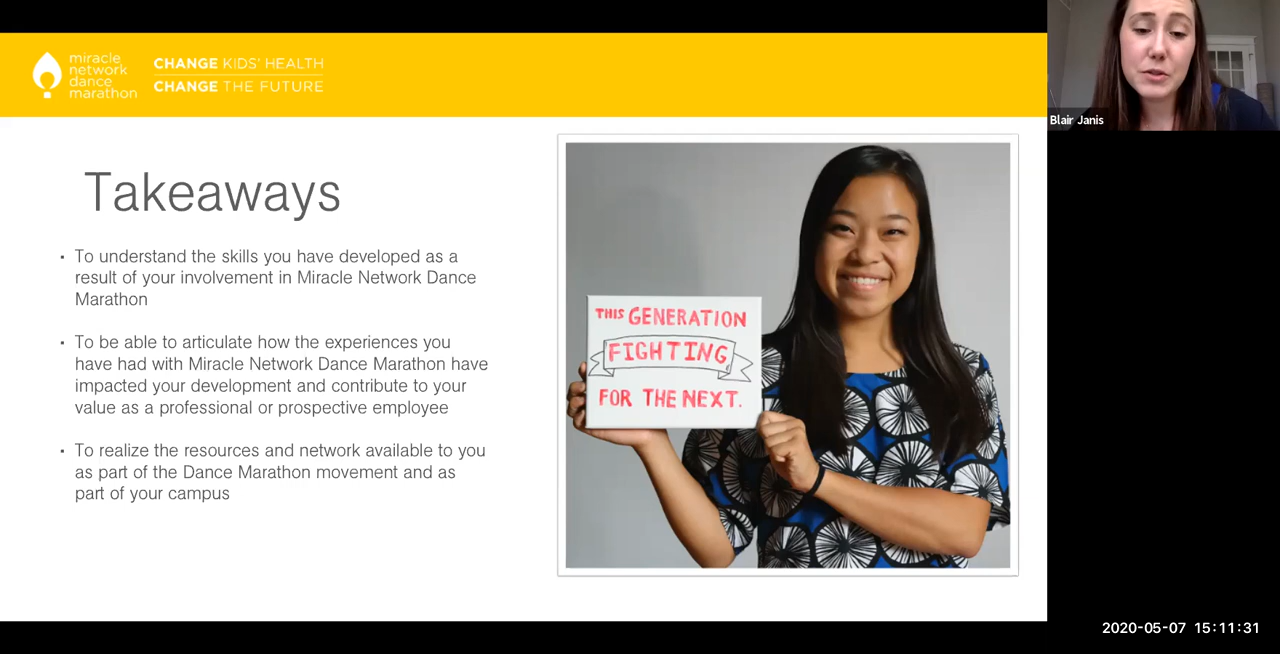 miracle
network
dance
marathon
CHANGE KIDS' HEALTH
CHANGE THE FUTURE
Blair Janis
Takeaways
• To understand the skills you have developed as a
result of your involvement in Miracle Network Dance
Marathon
• To be able to articulate how the experiences you
have had with Miracle Network Dance Marathon have
impacted your development and contribute to your
value as a professional or prospective employee
• To realize the resources and network available to you
as part of the Dance Marathon movement and as
part of your campus
THIS GENERATION
FIGHTING
FOR THE NEXT.
2020-05-07 15:11:31